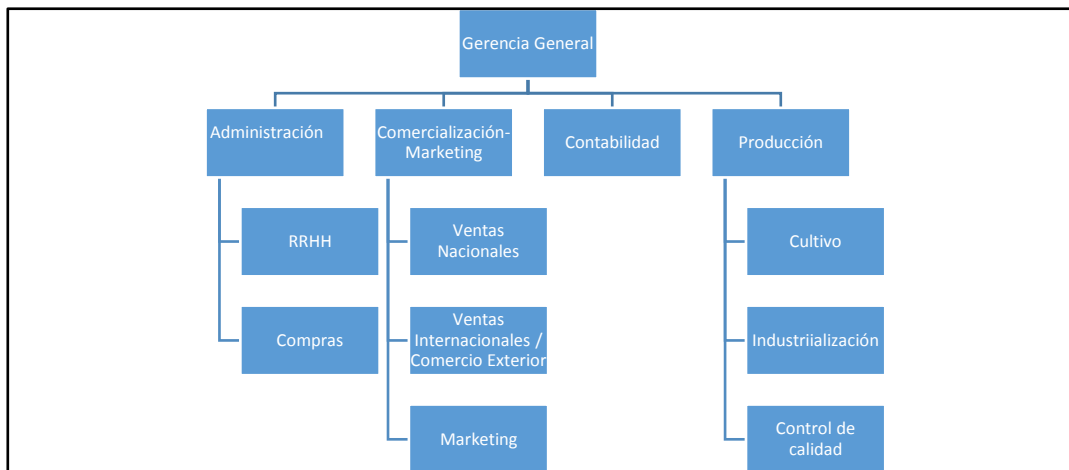 Gerencia General
Administración
Comercialización-
Marketing
Contabilidad
Producción
RRHH
Ventas
Nacionales
Cultivo
Compras
Ventas
Internacionales /
Comercio Exterior
Industriialización
Marketing
Control de
calidad